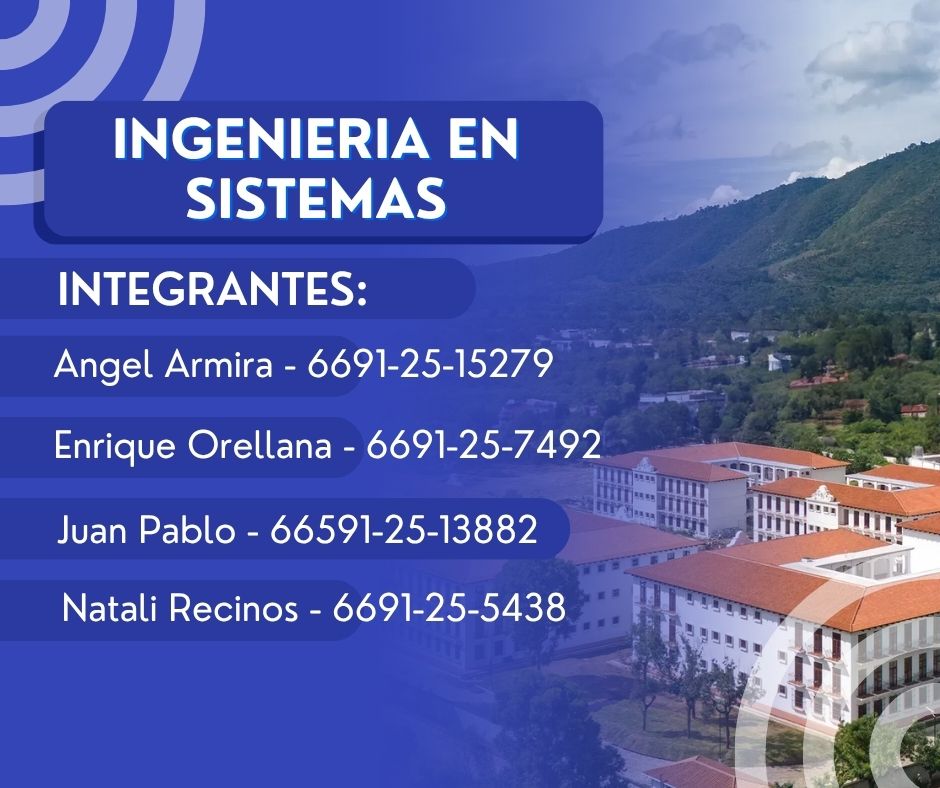 INGENIERIA EN
SISTEMAS
INTEGRANTES:
Angel Armira - 6691-25-15279
Enrique Orellana - 6691-25-7492
Juan Pablo - 66591-25-13882
Natali Recinos - 6691-25-5438